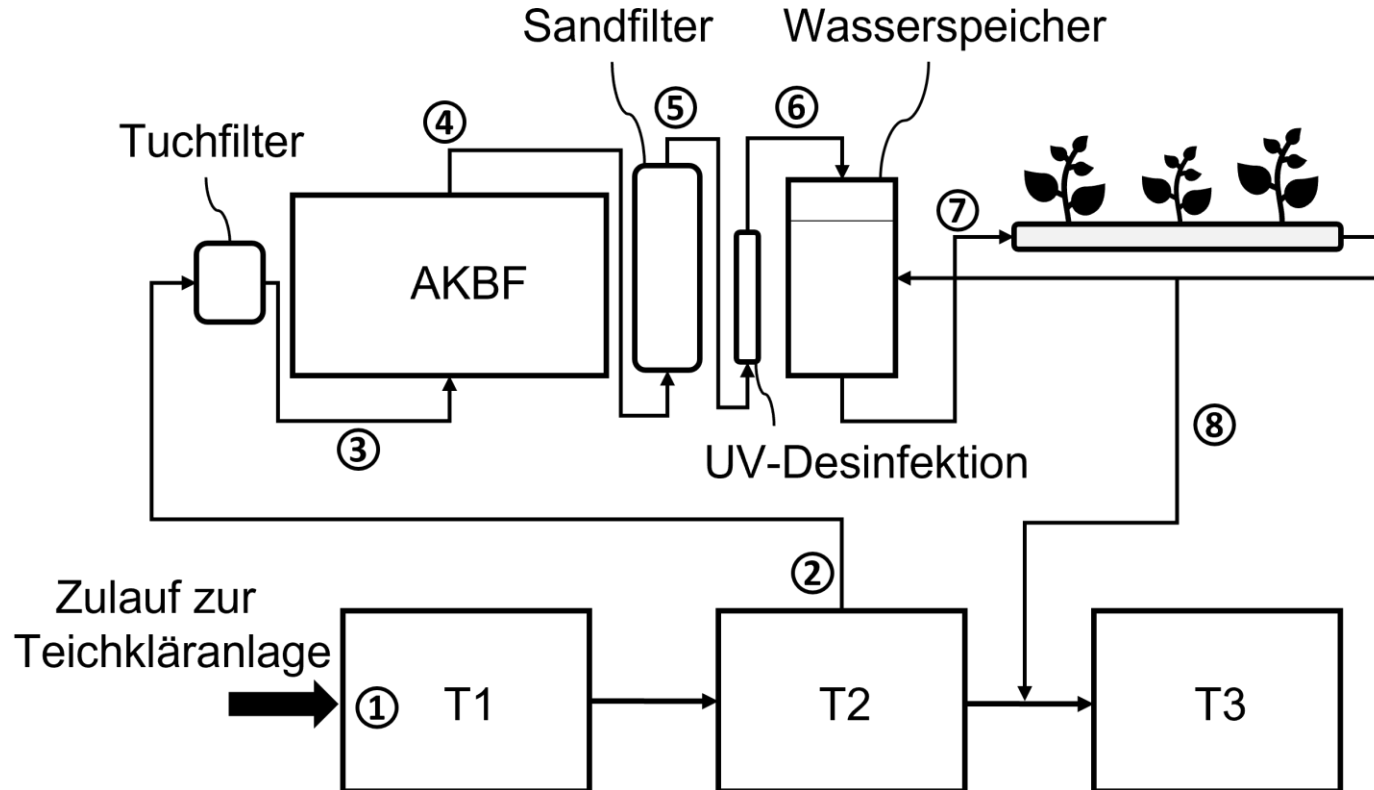 Sandfilter
Wasserspeicher
Tuchfilter
④
⑤
⑥
⑦
AKBF
③
UV-Desinfektion
⑧
②
Zulauf zur
Teichkläranlage
①
T1
T2
T3